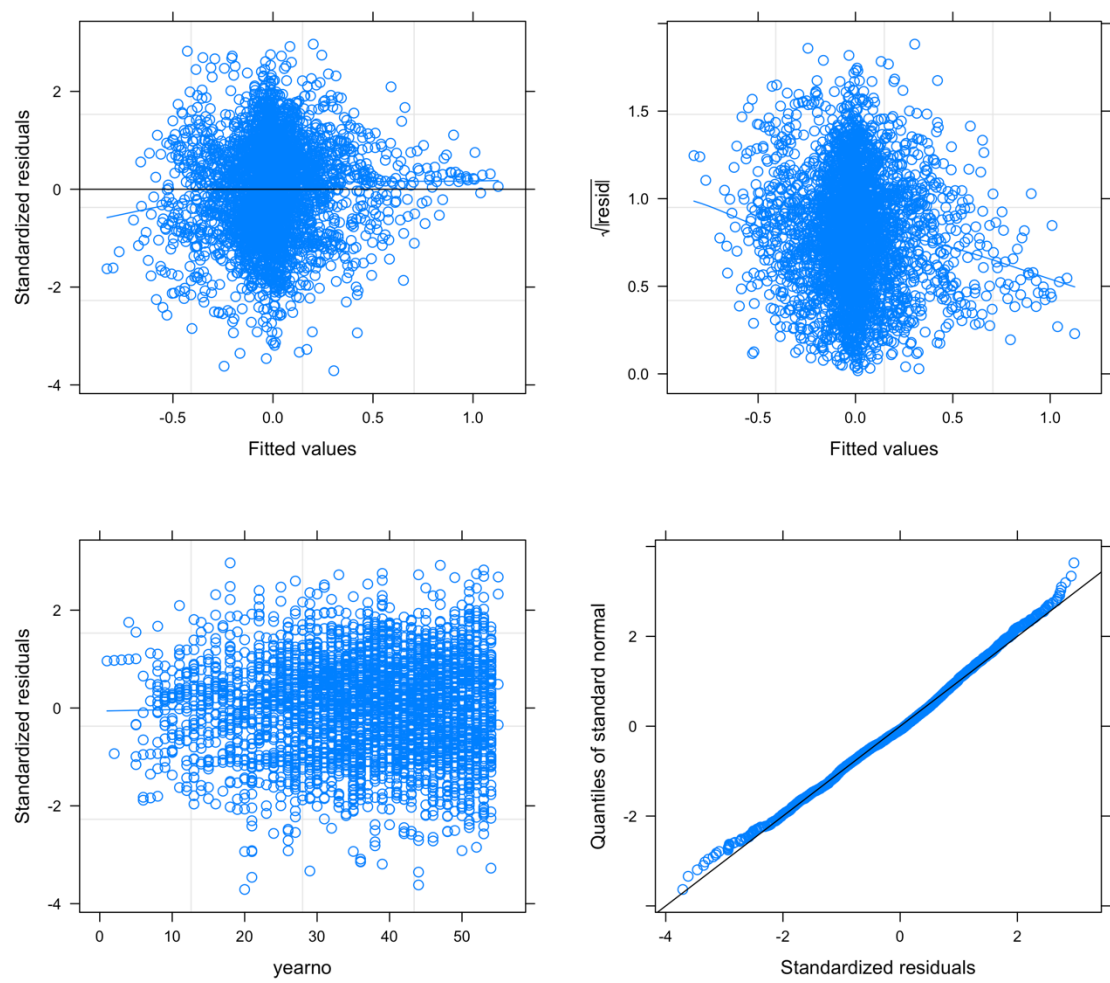 2
0
-2
-4
Standardized residuals
-0.5 0.0 0.5 1.0
Fitted values
1.5
1.0
0.5
0.0
√|resid|
-0.5 0.0 0.5 1.0
Fitted values
2
0
-2
-4
Standardized residuals
0 10 20 30 40 50
yearno
2
0
-2
Quantiles of standard normal
-4 -2 0 2
Standardized residuals